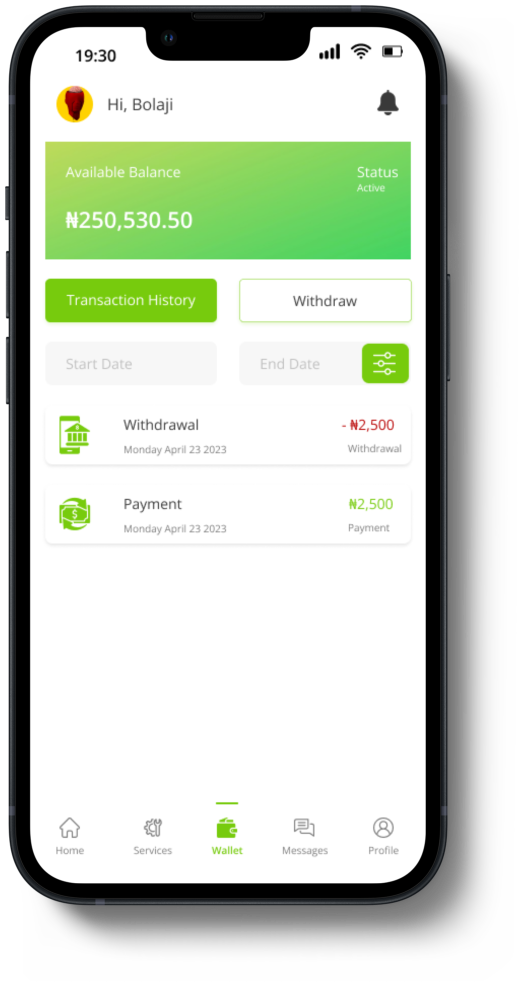 19:30
Hi, Bolaji
Available Balance
Status
Active
₦250,530.50
Transaction History
Withdraw
Start Date
End Date
Withdrawal
- ₦2,500
Monday April 23 2023
Withdrawal
$
Payment
₦2,500
Monday April 23 2023
Payment
Home
Services
Wallet
Messages
Profile